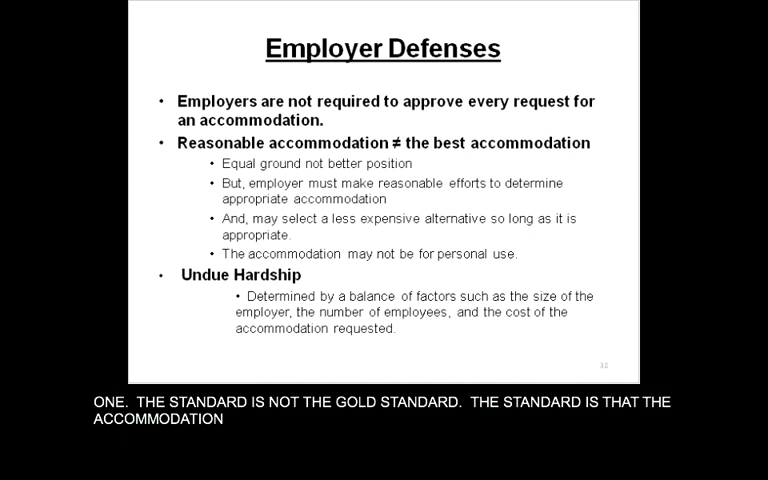 Employer Defenses
• Employers are not required to approve every request for
an accommodation.
• Reasonable accommodation ≠ the best accommodation
• Equal ground not better position
• But, employer must make reasonable efforts to determine
appropriate accommodation
• And, may select a less expensive alternative so long as it is
appropriate.
• The accommodation may not be for personal use.
• Undue Hardship
• Determined by a balance of factors such as the size of the
employer, the number of employees, and the cost of the
accommodation requested.
ONE. THE STANDARD IS NOT THE GOLD STANDARD. THE STANDARD IS THAT THE
ACCOMMODATION